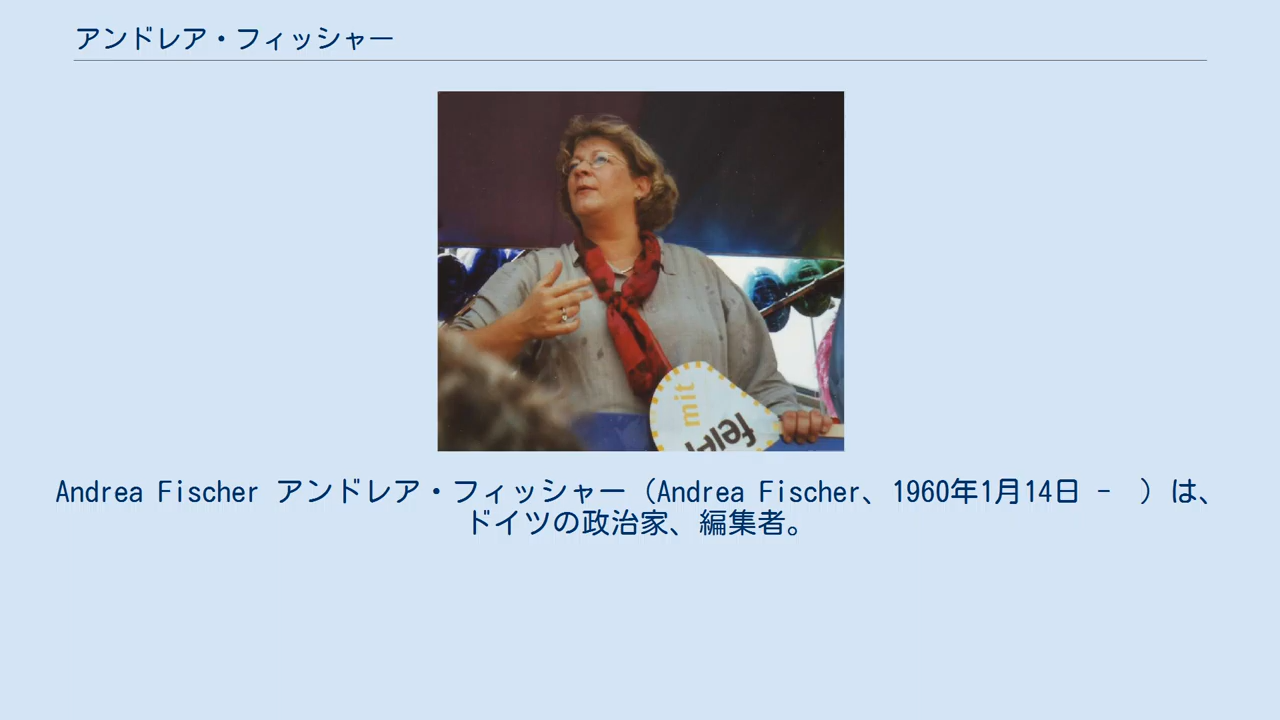 アンドレア・フィッシャー
mit
Andrea Fischer アンドレア・フィッシャー（Andrea Fischer、1960年1月14日 - ）は、
ドイツの政治家、編集者。